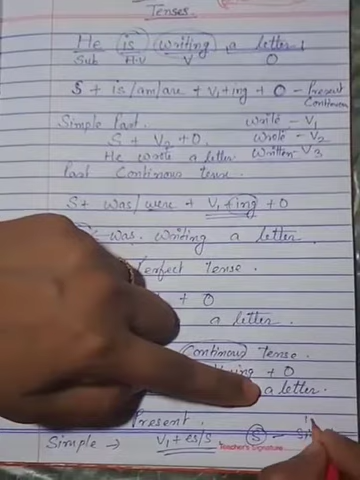 Tenses
He is writing a letter
Sub H.V V O
S + is/am/are + V1+ing + O - Present Continuous
Simple Past. write - V1
S + V2 + O. wrote - V2
He wrote a letter written - V3
Past Continuous tense.
S+ was/were + V1+ing + O
was writing a letter.
Perfect Tense.
+ O
a letter.
Continuous Tense.
+ O
a letter.
Present.
Simple → V1 + es/s S -
Teacher's Signature